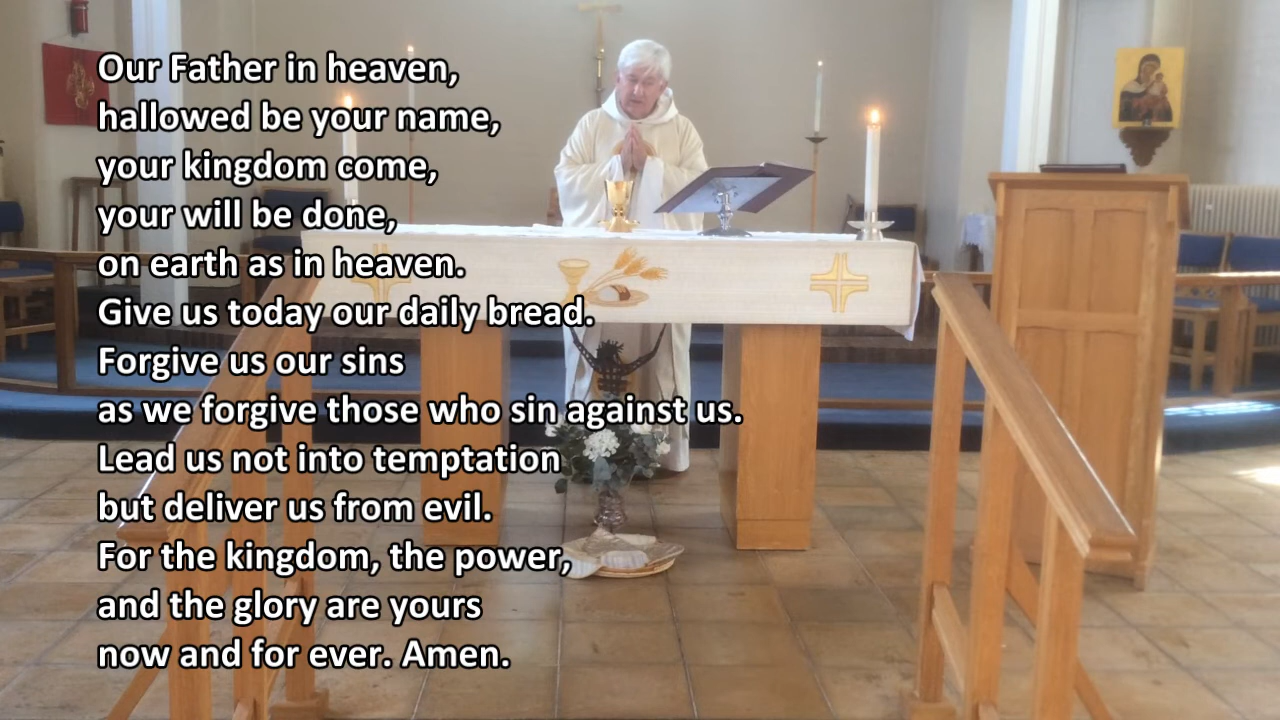 Our Father in heaven,
hallowed be your name,
your kingdom come,
your will be done,
on earth as in heaven.
Give us today our daily bread.
Forgive us our sins
as we forgive those who sin against us.
Lead us not into temptation
but deliver us from evil.
For the kingdom, the power,
and the glory are yours
now and for ever. Amen.